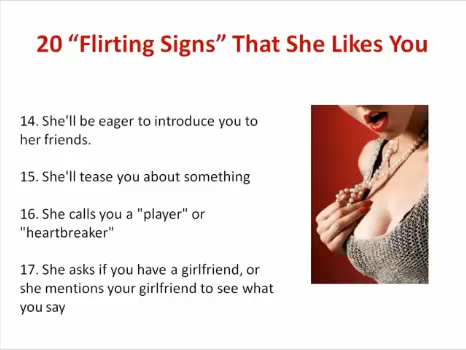 20 “Flirting Signs” That She Likes You
14. She'll be eager to introduce you to
her friends.
15. She'll tease you about something
16. She calls you a "player" or
"heartbreaker"
17. She asks if you have a girlfriend, or
she mentions your girlfriend to see what
you say